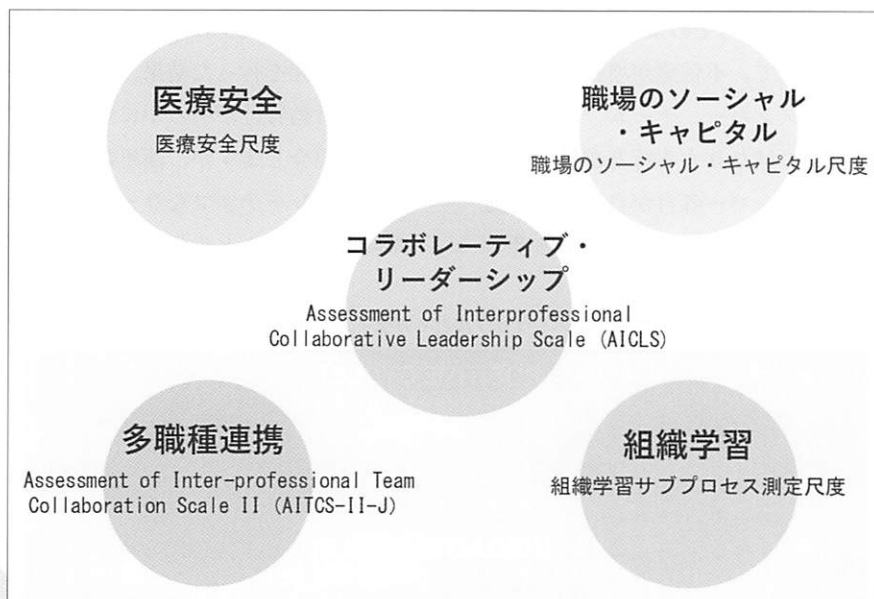 医療安全
医療安全尺度
職場のソーシャル
・キャピタル
職場のソーシャル・キャピタル尺度
コラボレーティブ・
リーダーシップ
Assessment of Interprofessional
Collaborative Leadership Scale (AICLS)
多職種連携
Assessment of Inter-professional Team
Collaboration Scale II (AITCS-II-J)
組織学習
組織学習サブプロセス測定尺度